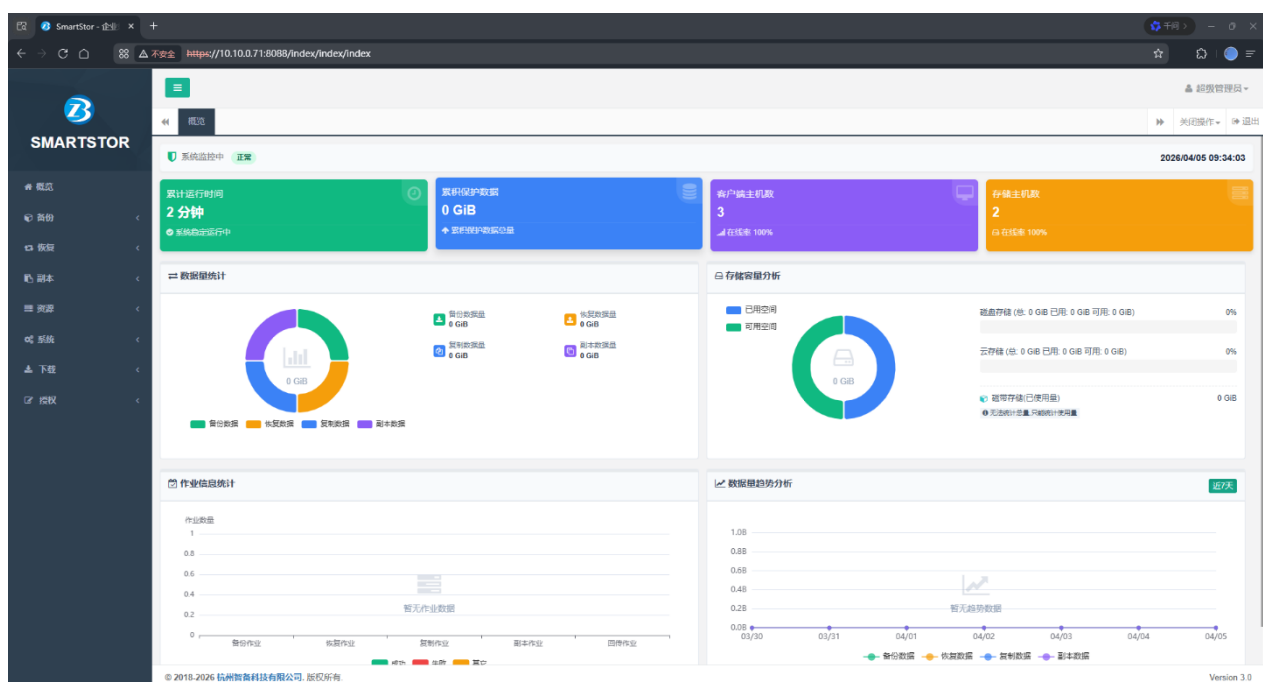 SmartStor - 企业
千问
不安全 https://10.10.0.71:8088/index/index/index
超级管理员
SMARTSTOR
概览
关闭操作
退出
系统监控中 正常
2026/04/05 09:34:03
概览
备份
恢复
副本
资源
系统
下载
授权
累计运行时间
2 分钟
系统稳定运行中
累积保护数据
0 GiB
累积保护数据总量
客户端主机数
3
在线率 100%
存储主机数
2
在线率 100%
数据量统计
0 GiB
备份数据量
0 GiB
恢复数据量
0 GiB
复制数据量
0 GiB
副本数据量
0 GiB
备份数据 恢复数据 复制数据 副本数据
存储容量分析
已用空间
可用空间
0 GiB
磁盘存储 (总: 0 GiB 已用: 0 GiB 可用: 0 GiB) 0%
云存储 (总: 0 GiB 已用: 0 GiB 可用: 0 GiB) 0%
磁带存储(已使用量) 0 GiB
无法统计总量,只能统计使用量
作业信息统计
作业数量
1
0.8
0.6
0.4
0.2
0
暂无作业数据
备份作业 恢复作业 复制作业 副本作业 回传作业
成功 失败 其它
数据量趋势分析
近7天
1.0B
0.8B
0.6B
0.4B
0.2B
0.0B
暂无趋势数据
03/30 03/31 04/01 04/02 04/03 04/04 04/05
备份数据 恢复数据 复制数据 副本数据
© 2018-2026 杭州智备科技有限公司. 版权所有.
Version 3.0